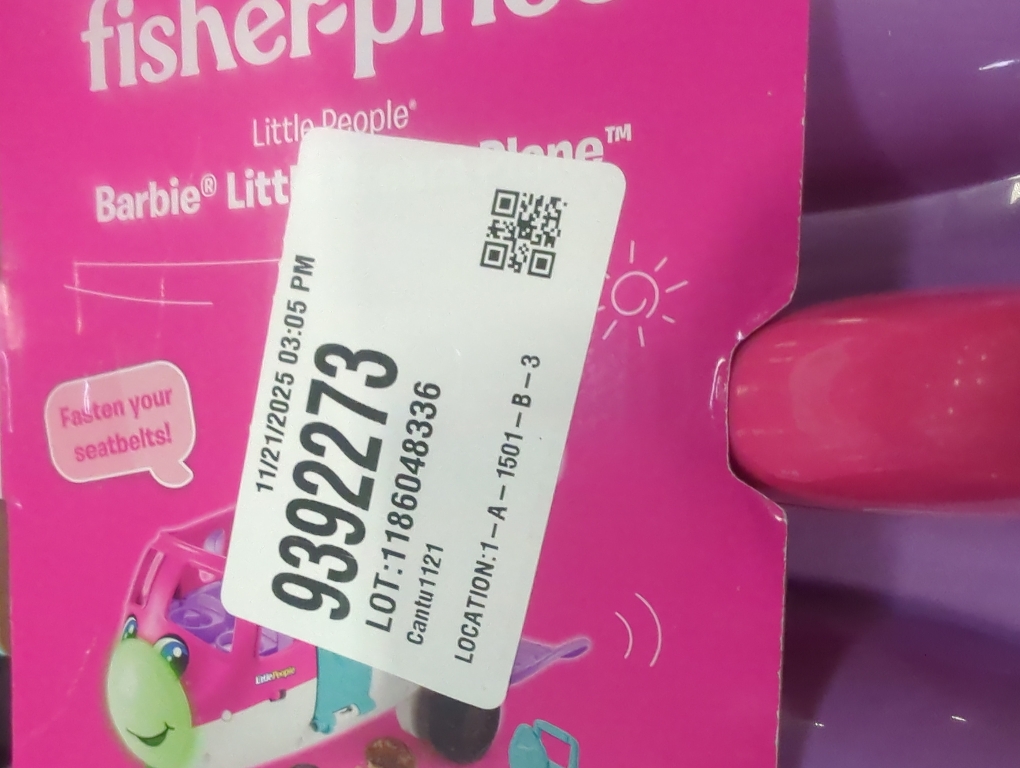 fisher-price
Little People®
Barbie® Litt
Plane™
Fasten your
seatbelts!
11/21/2025 03:05 PM
9392273
LOT:1186048336
Cantu1121
LOCATION:1-A-1501-B-3
Little People